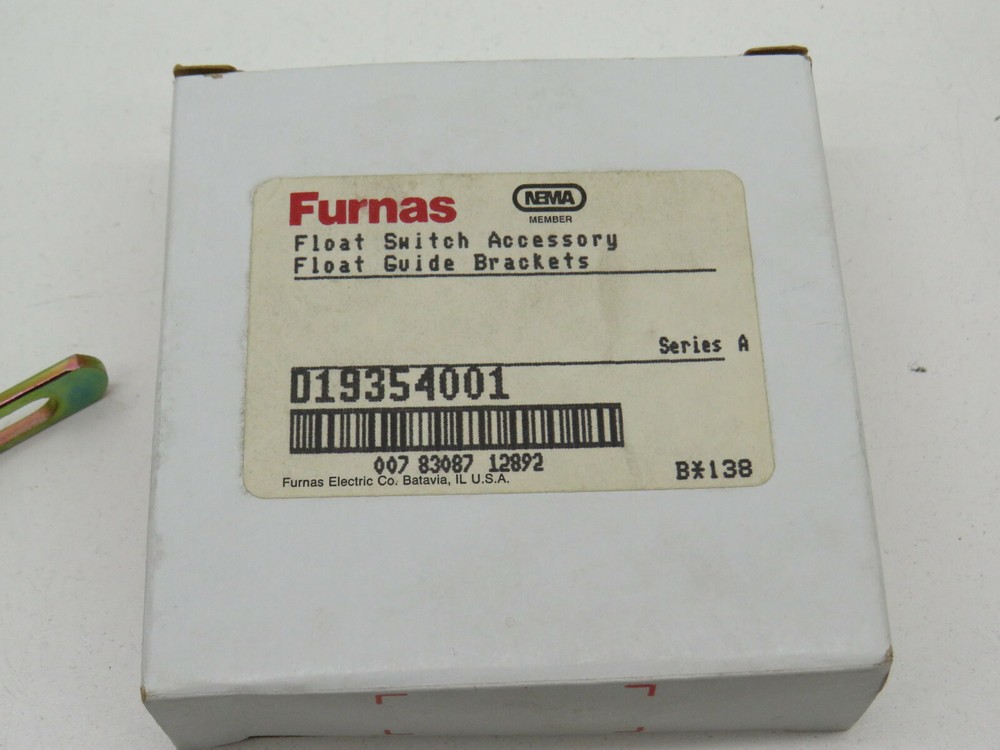 Furnas
NEMA
MEMBER
Float Switch Accessory
Float Guide Brackets
Series A
D19354001
007 83087 12892
Furnas Electric Co. Batavia, IL U.S.A.
B*138